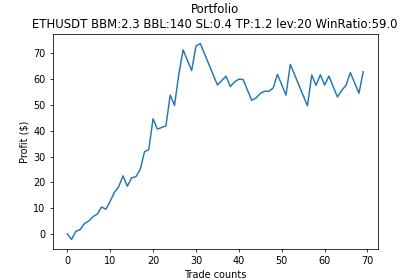 Portfolio
ETHUSDT BBM:2.3 BBL:140 SL:0.4 TP:1.2 lev:20 WinRatio:59.0
70
60
50
40
30
20
10
0
Profit ($)
0 10 20 30 40 50 60 70
Trade counts